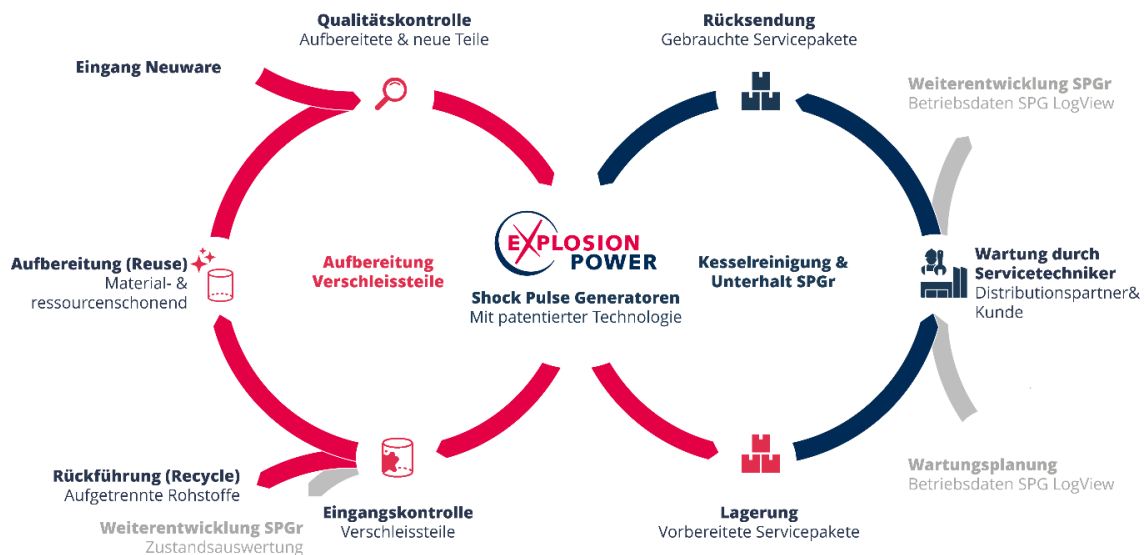 Qualitätskontrolle
Aufbereitete & neue Teile
Rücksendung
Gebrauchte Servicepakete
Eingang Neuware
Weiterentwicklung SPGr
Betriebsdaten SPG LogView
Aufbereitung (Reuse)
Material- &
ressourcenschonend
Aufbereitung
Verschleissteile
EXPLOSION
POWER
Shock Pulse Generatoren
Mit patentierter Technologie
Kesselreinigung &
Unterhalt SPGr
Wartung durch
Servicetechniker
Distributionspartner&
Kunde
Rückführung (Recycle)
Aufgetrennte Rohstoffe
Weiterentwicklung SPGr
Zustandsauswertung
Eingangskontrolle
Verschleissteile
Lagerung
Vorbereitete Servicepakete
Wartungsplanung
Betriebsdaten SPG LogView